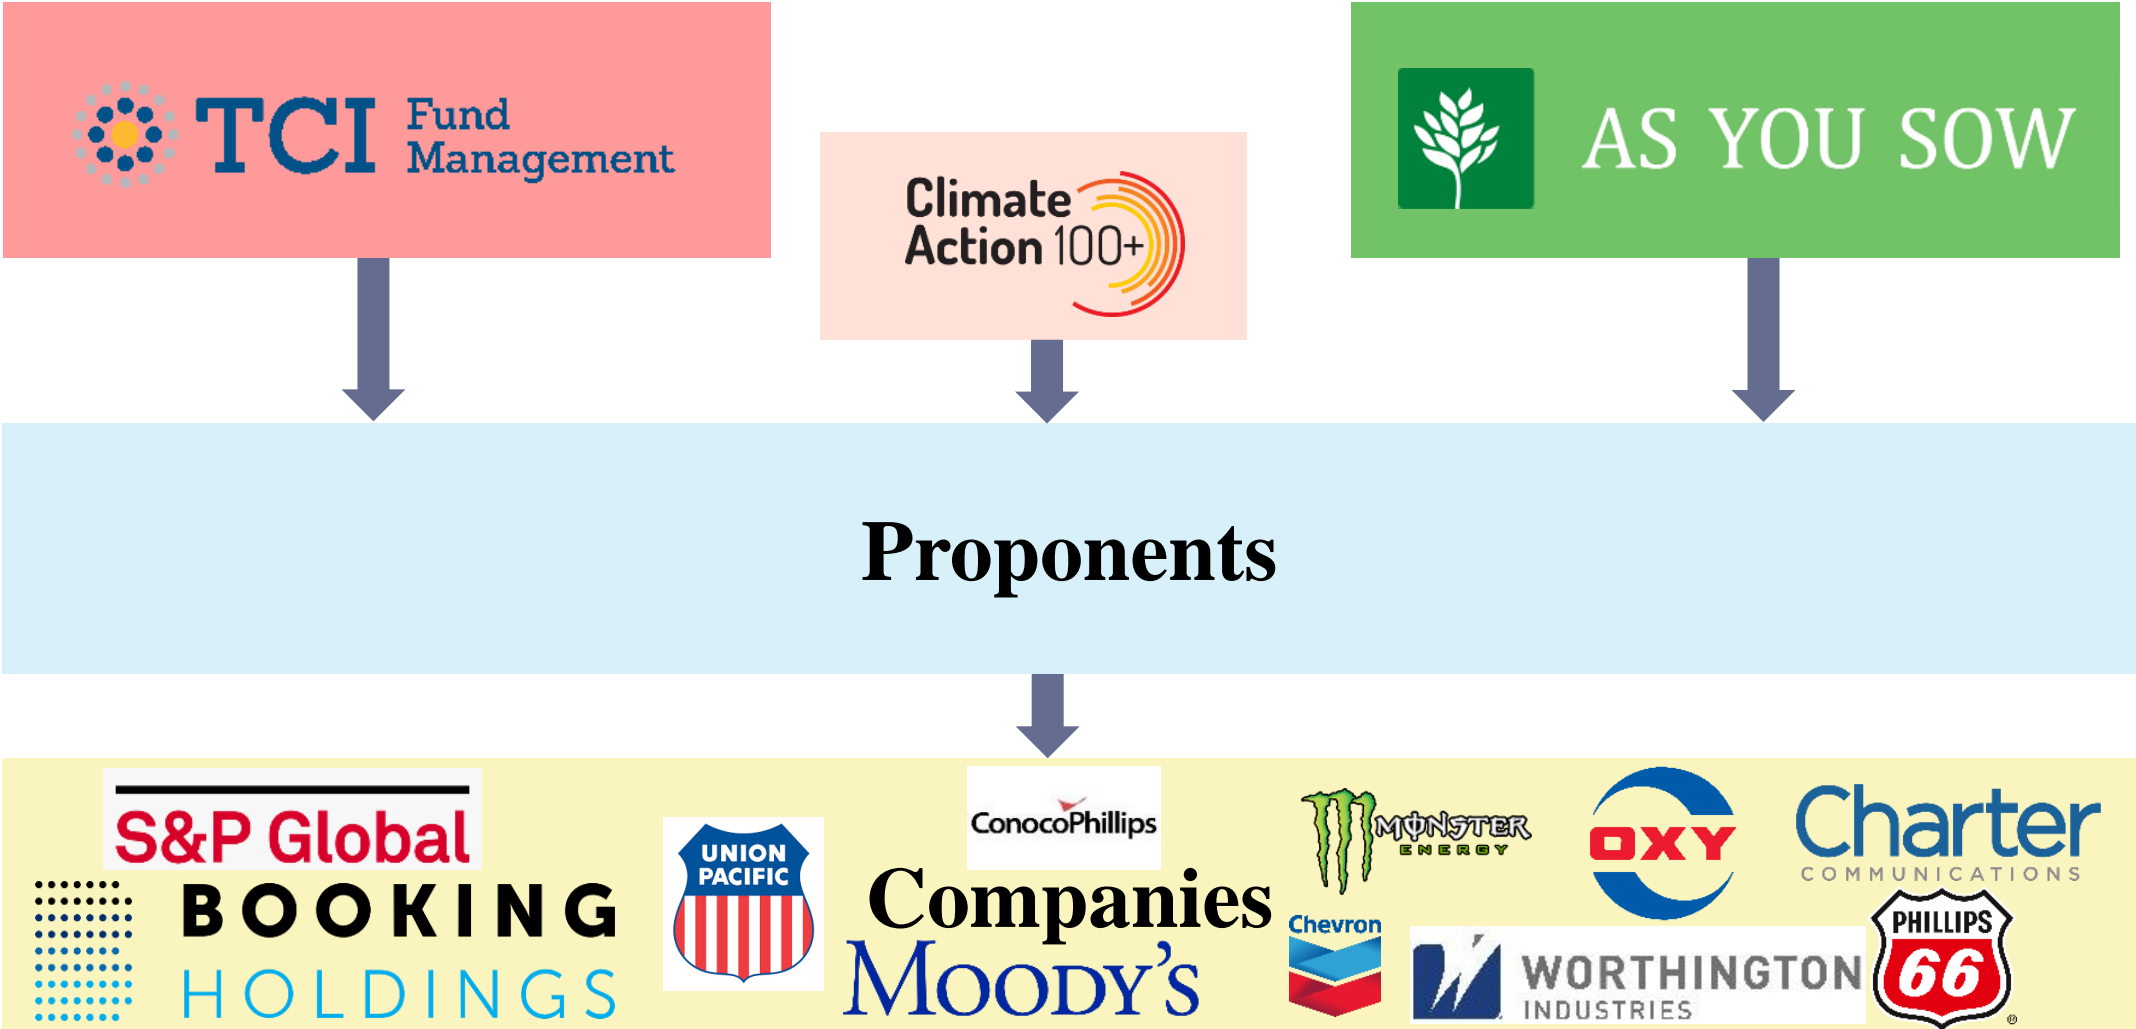 TCI Fund
Management
Climate
Action 100+
AS YOU SOW
Proponents
S&P Global
BOOKING
HOLDINGS
UNION
PACIFIC
ConocoPhillips
Companies
MOODY'S
MONSTER
ENERGY
Chevron
OXY
Charter
COMMUNICATIONS
WORTHINGTON
INDUSTRIES
PHILLIPS
66
®